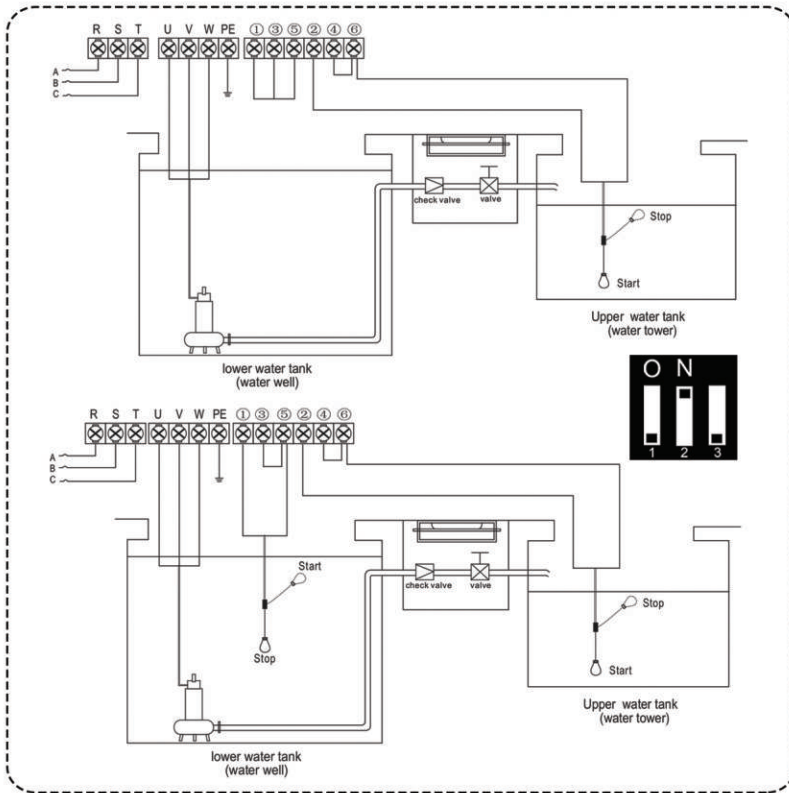 R S T U V W PE ① ③ ⑤ ② ④ ⑥
A
B
C
check valve
valve
Stop
Start
Upper water tank
(water tower)
lower water tank
(water well)
O N
1 2 3
R S T U V W PE ① ③ ⑤ ② ④ ⑥
A
B
C
check valve
valve
Start
Stop
Stop
Start
Upper water tank
(water tower)
lower water tank
(water well)